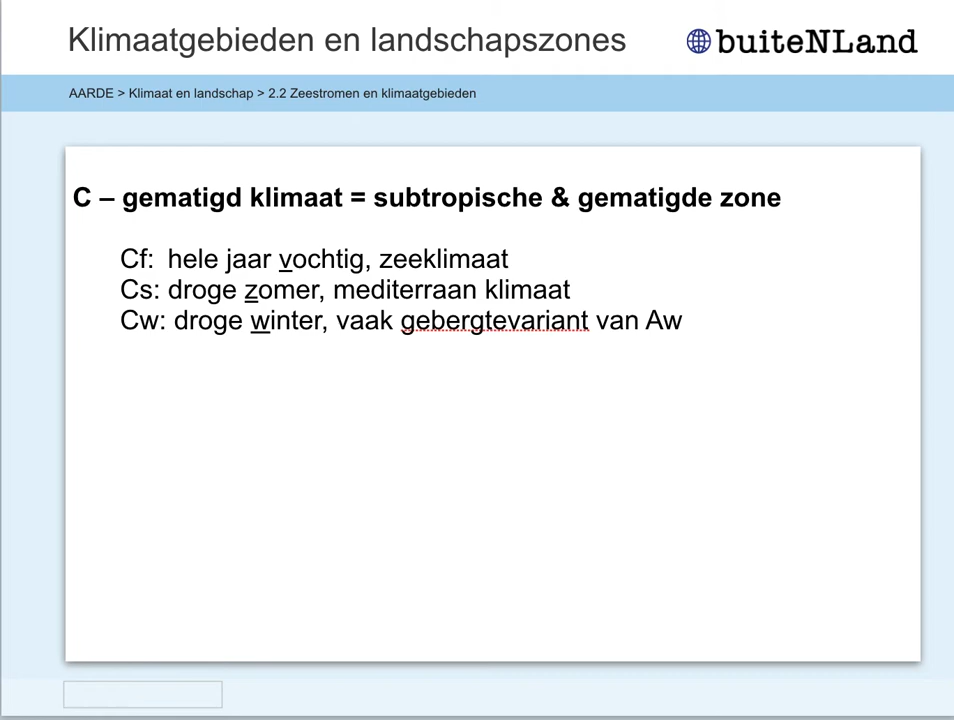 Klimaatgebieden en landschapszones
buiteNLand
AARDE > Klimaat en landschap > 2.2 Zeestromen en klimaatgebieden
C – gematigd klimaat = subtropische & gematigde zone
Cf: hele jaar vochtig, zeeklimaat
Cs: droge zomer, mediterraan klimaat
Cw: droge winter, vaak gebergtevariant van Aw